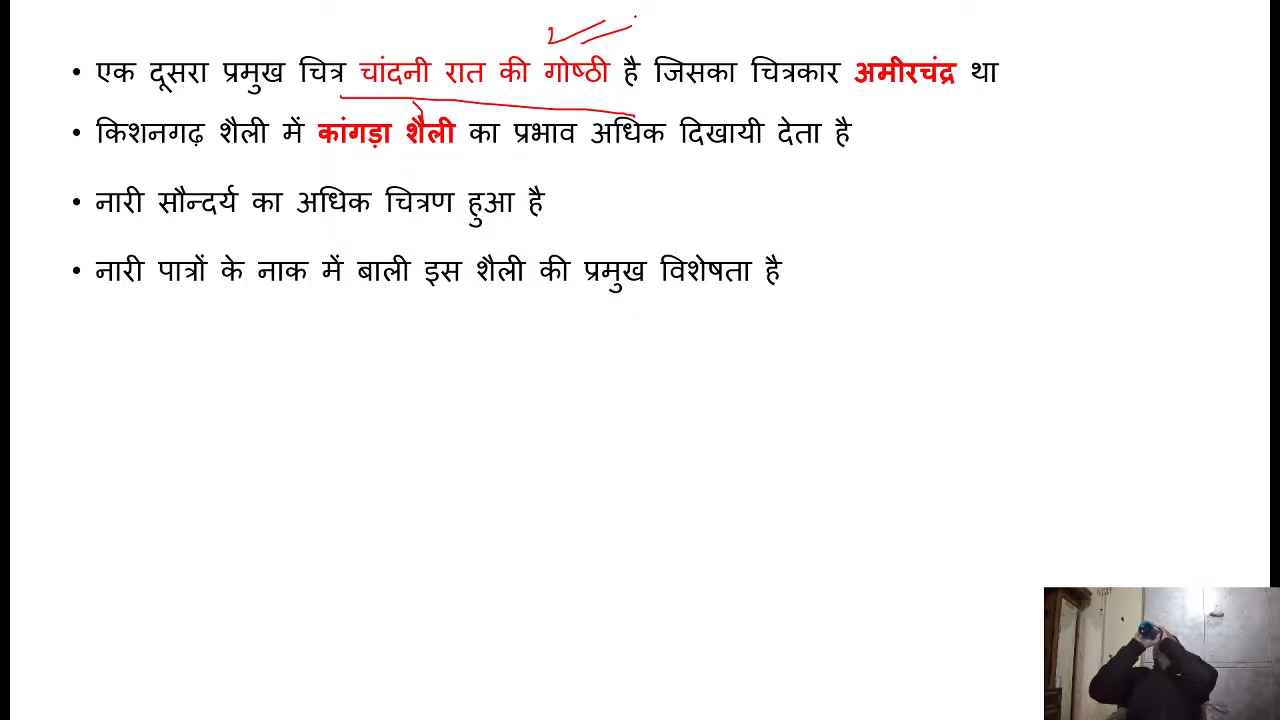 • एक दूसरा प्रमुख चित्र चांदनी रात की गोष्ठी है जिसका चित्रकार अमीरचंद्र था
• किशनगढ़ शैली में कांगड़ा शैली का प्रभाव अधिक दिखायी देता है
• नारी सौन्दर्य का अधिक चित्रण हुआ है
• नारी पात्रों के नाक में बाली इस शैली की प्रमुख विशेषता है